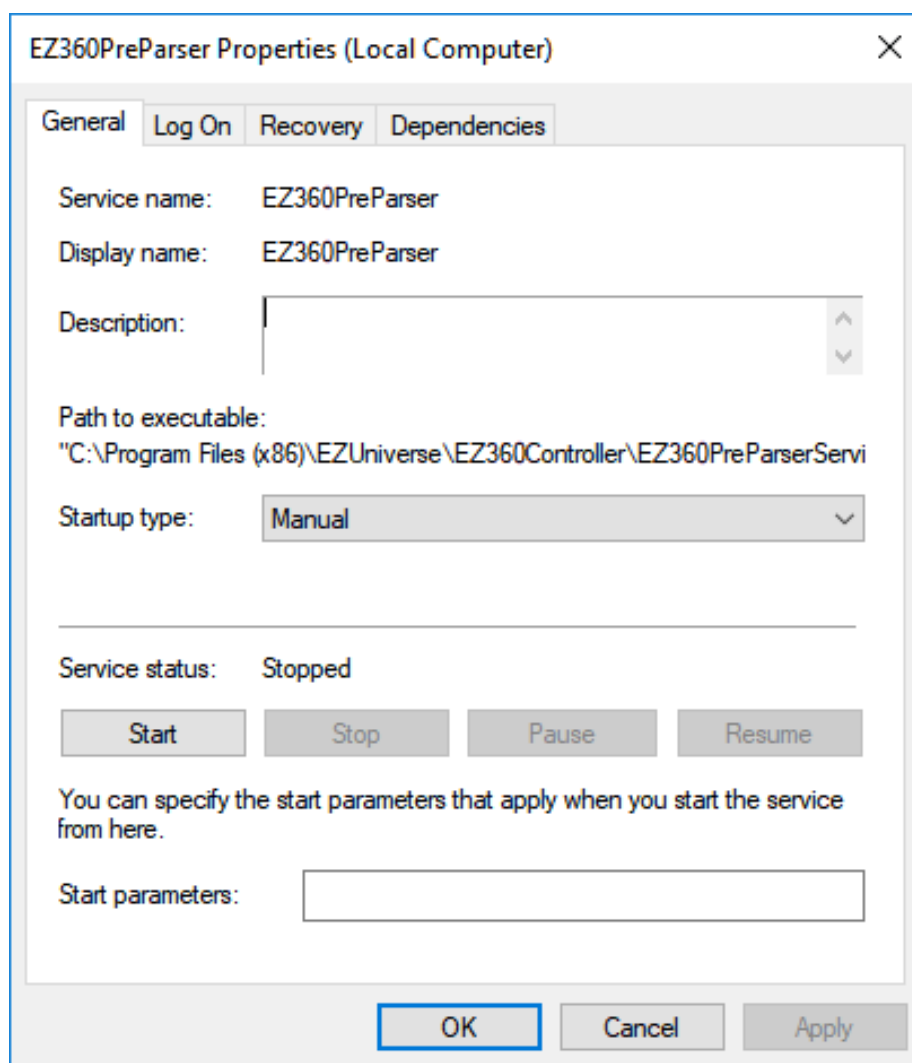 EZ360PreParser Properties (Local Computer)
General Log On Recovery Dependencies
Service name: EZ360PreParser
Display name: EZ360PreParser
Description:
Path to executable:
"C:\Program Files (x86)\EZUniverse\EZ360Controller\EZ360PreParserServi
Startup type: Manual
Service status: Stopped
Start Stop Pause Resume
You can specify the start parameters that apply when you start the service
from here.
Start parameters:
OK Cancel Apply